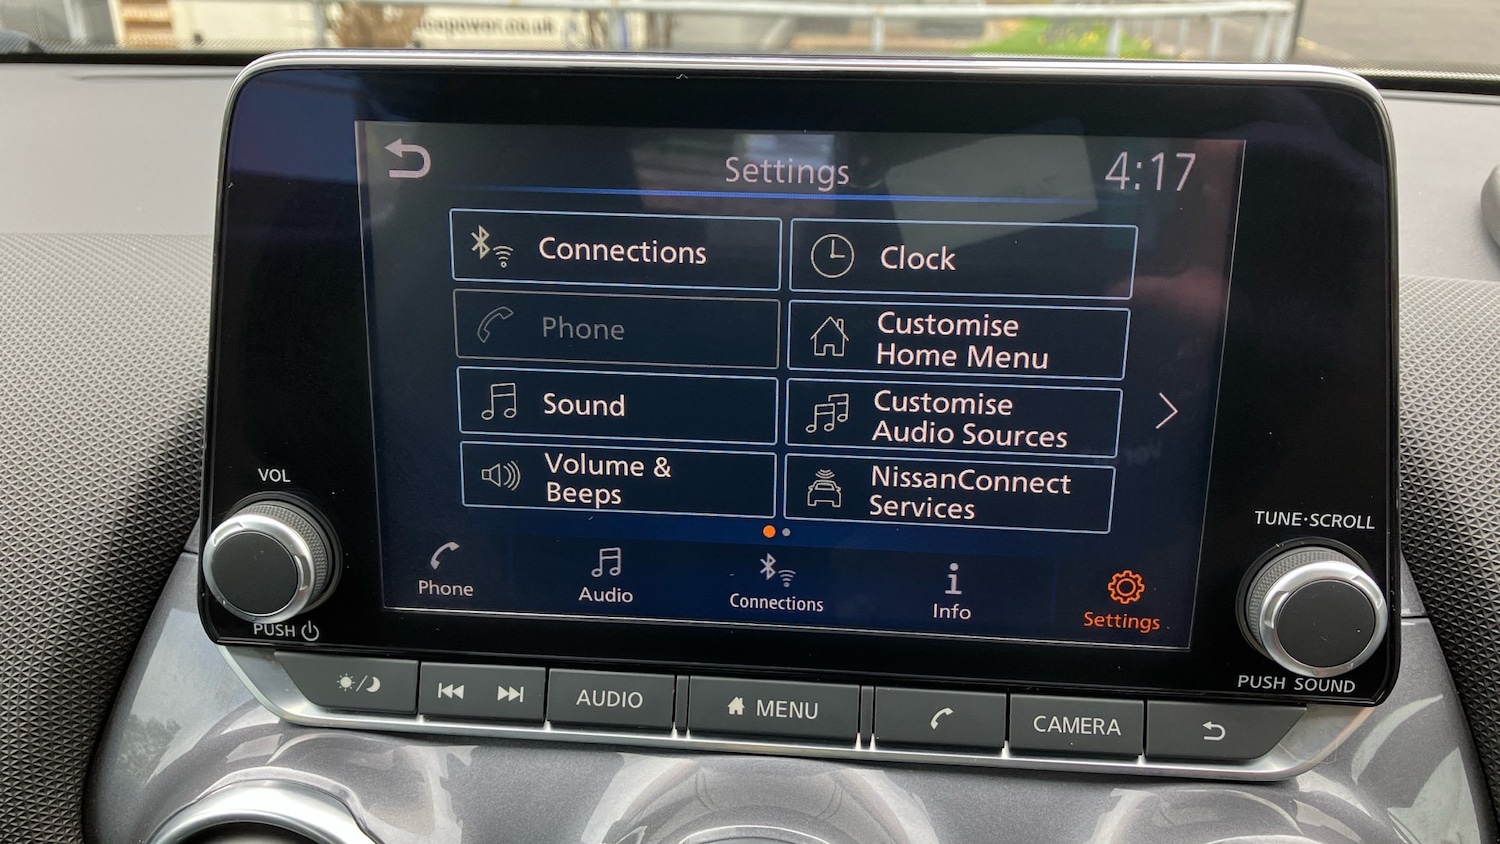 Settings
4:17
Connections
Clock
Phone
Customise
Home Menu
Sound
Customise
Audio Sources
Volume &
Beeps
NissanConnect
Services
Phone
Audio
Connections
i
Info
Settings
VOL
PUSH
TUNE·SCROLL
PUSH SOUND
AUDIO
MENU
CAMERA